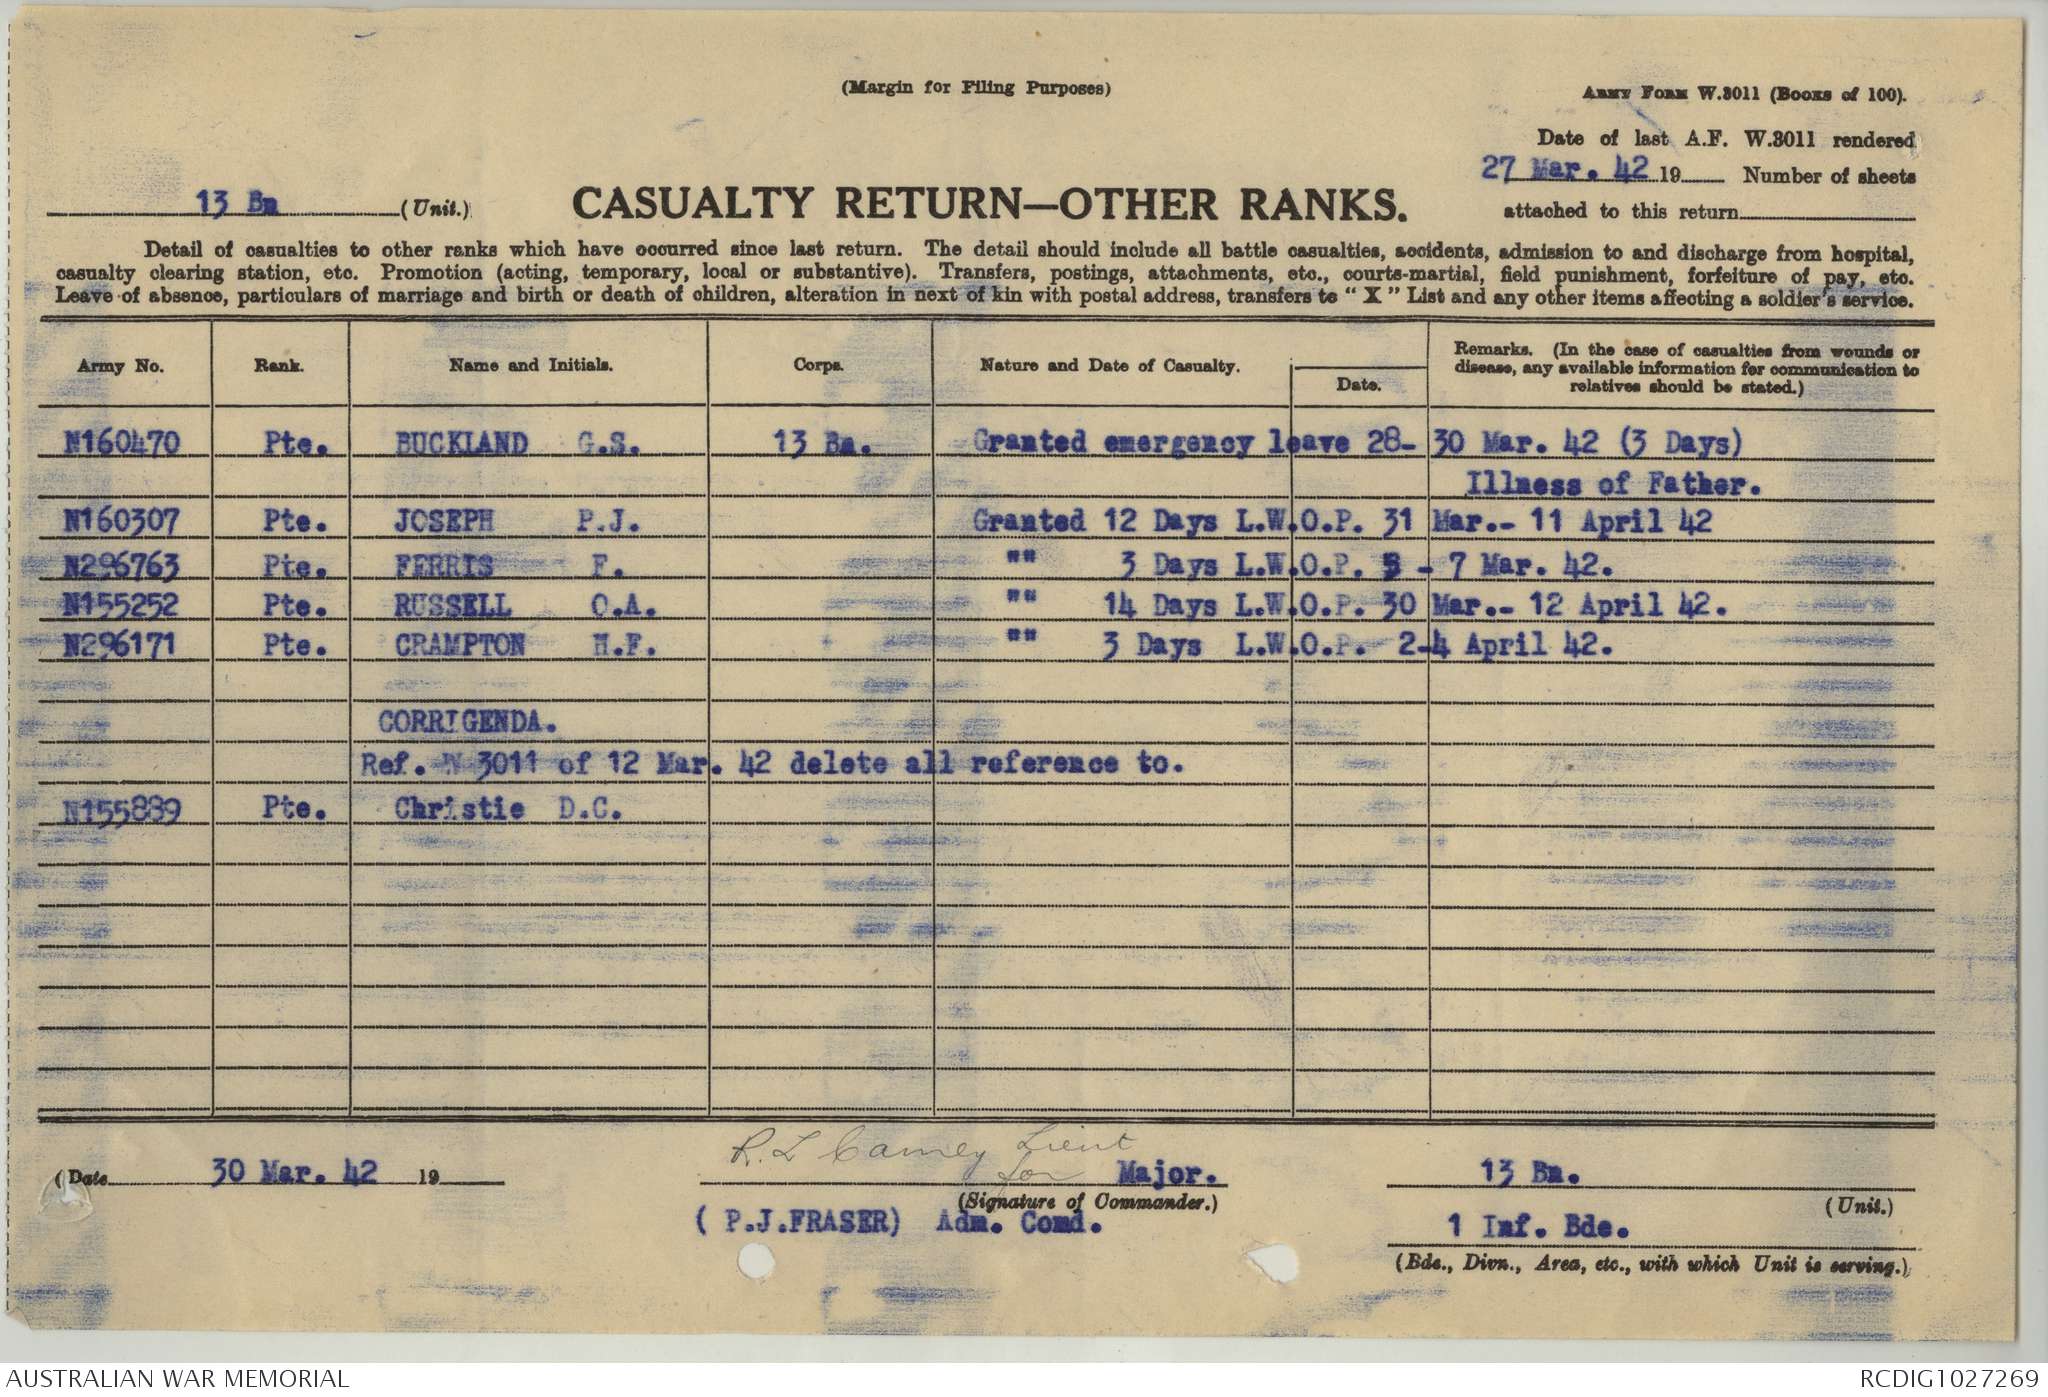 (Margin for Filing Purposes)
ARMY FORM W.3011 (Books of 100).
Date of last A.F. W.3011 rendered
27 Mar. 42 19 Number of sheets
attached to this return
13 Bn (Unit.)
CASUALTY RETURN—OTHER RANKS.
Detail of casualties to other ranks which have occurred since last return. The detail should include all battle casualties, accidents, admission to and discharge from hospital,
casualty clearing station, etc. Promotion (acting, temporary, local or substantive). Transfers, postings, attachments, etc., courts-martial, field punishment, forfeiture of pay, etc.
Leave of absence, particulars of marriage and birth or death of children, alteration in next of kin with postal address, transfers to "X" List and any other items affecting a soldier's service.
Army No. Rank. Name and Initials. Corps. Nature and Date of Casualty. Date. Remarks. (In the case of casualties from wounds or
disease, any available information for communication to
relatives should be stated.)
N160470 Pte. BUCKLAND G.S. 13 Bn. Granted emergency leave 28- 30 Mar. 42 (3 Days)
Illness of Father.
N160307 Pte. JOSEPH P.J. Granted 12 Days L.W.O.P. 31 Mar.- 11 April 42
N296763 Pte. FERRIS F. "" 3 Days L.W.O.P. 5 - 7 Mar. 42.
N155252 Pte. RUSSELL O.A. "" 14 Days L.W.O.P. 30 Mar.- 12 April 42.
N296171 Pte. CRAMPTON H.F. "" 3 Days L.W.O.P. 2-4 April 42.
CORRIGENDA.
Ref. W 3011 of 12 Mar. 42 delete all reference to.
N155889 Pte. Christie D.C.
R. L Carney Lieut
for
(Date 30 Mar. 42 19 Major. 13 Bn.
(Signature of Commander.) (Unit.)
( P.J.FRASER) Adm. Comd. 1 Inf. Bde.
(Bde., Divn., Area, etc., with which Unit is serving.)
AUSTRALIAN WAR MEMORIAL RCDIG1027269